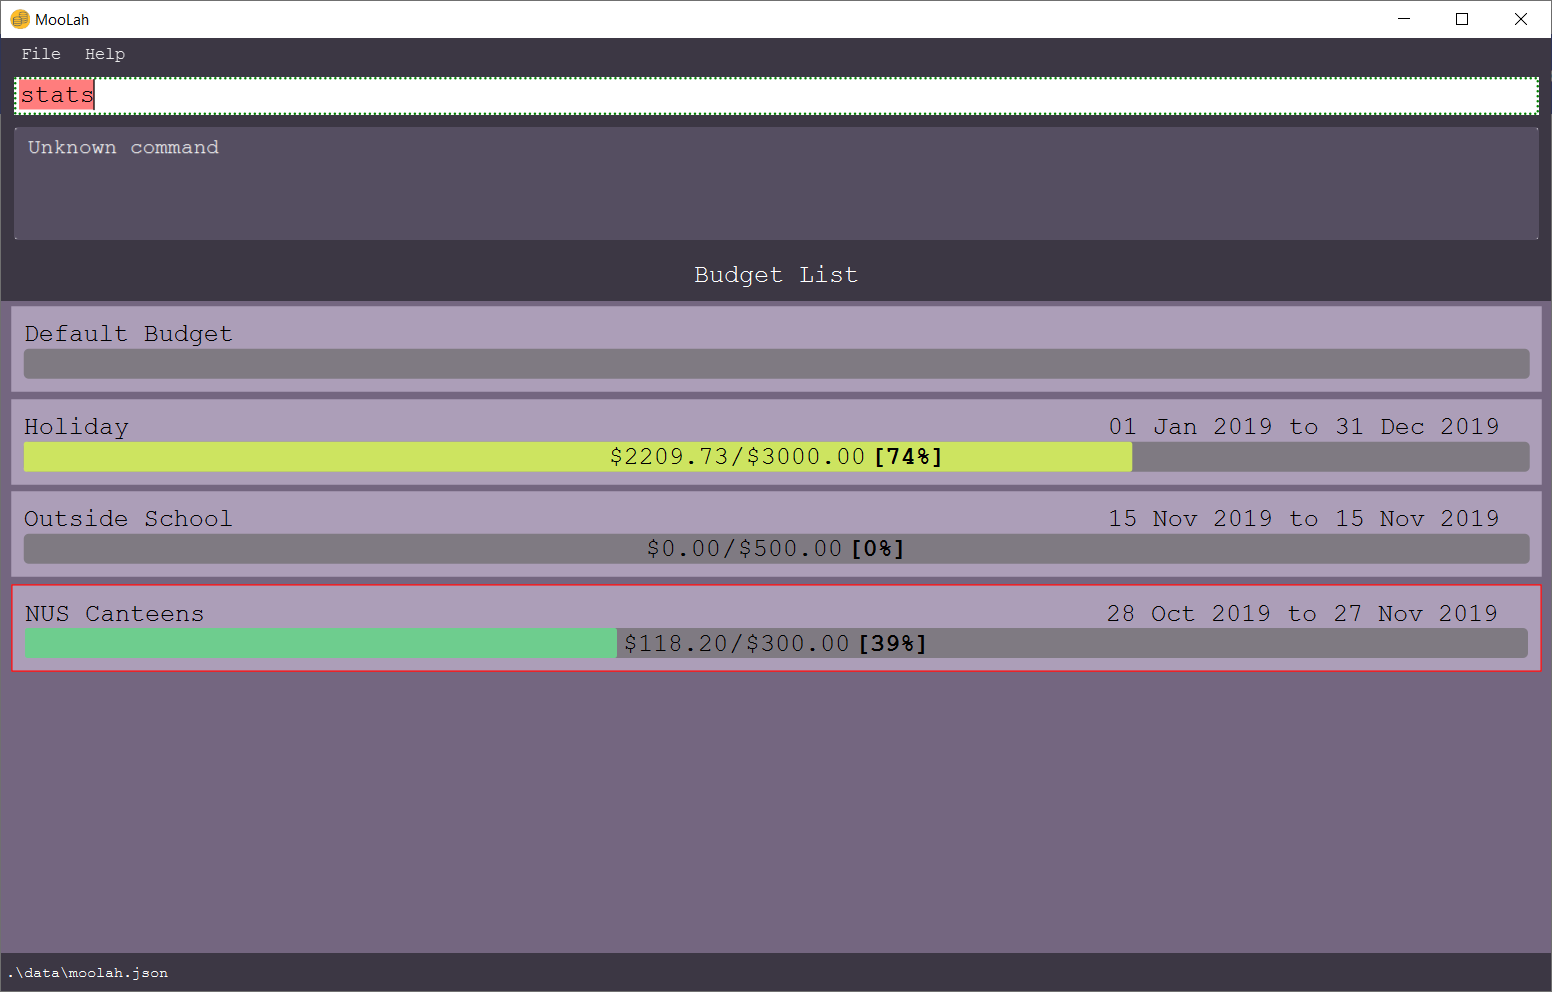 MooLah
File Help
stats
Unknown command
Budget List
Default Budget
Holiday 01 Jan 2019 to 31 Dec 2019
$2209.73/$3000.00 [74%]
Outside School 15 Nov 2019 to 15 Nov 2019
$0.00/$500.00 [0%]
NUS Canteens 28 Oct 2019 to 27 Nov 2019
$118.20/$300.00 [39%]
.\data\moolah.json